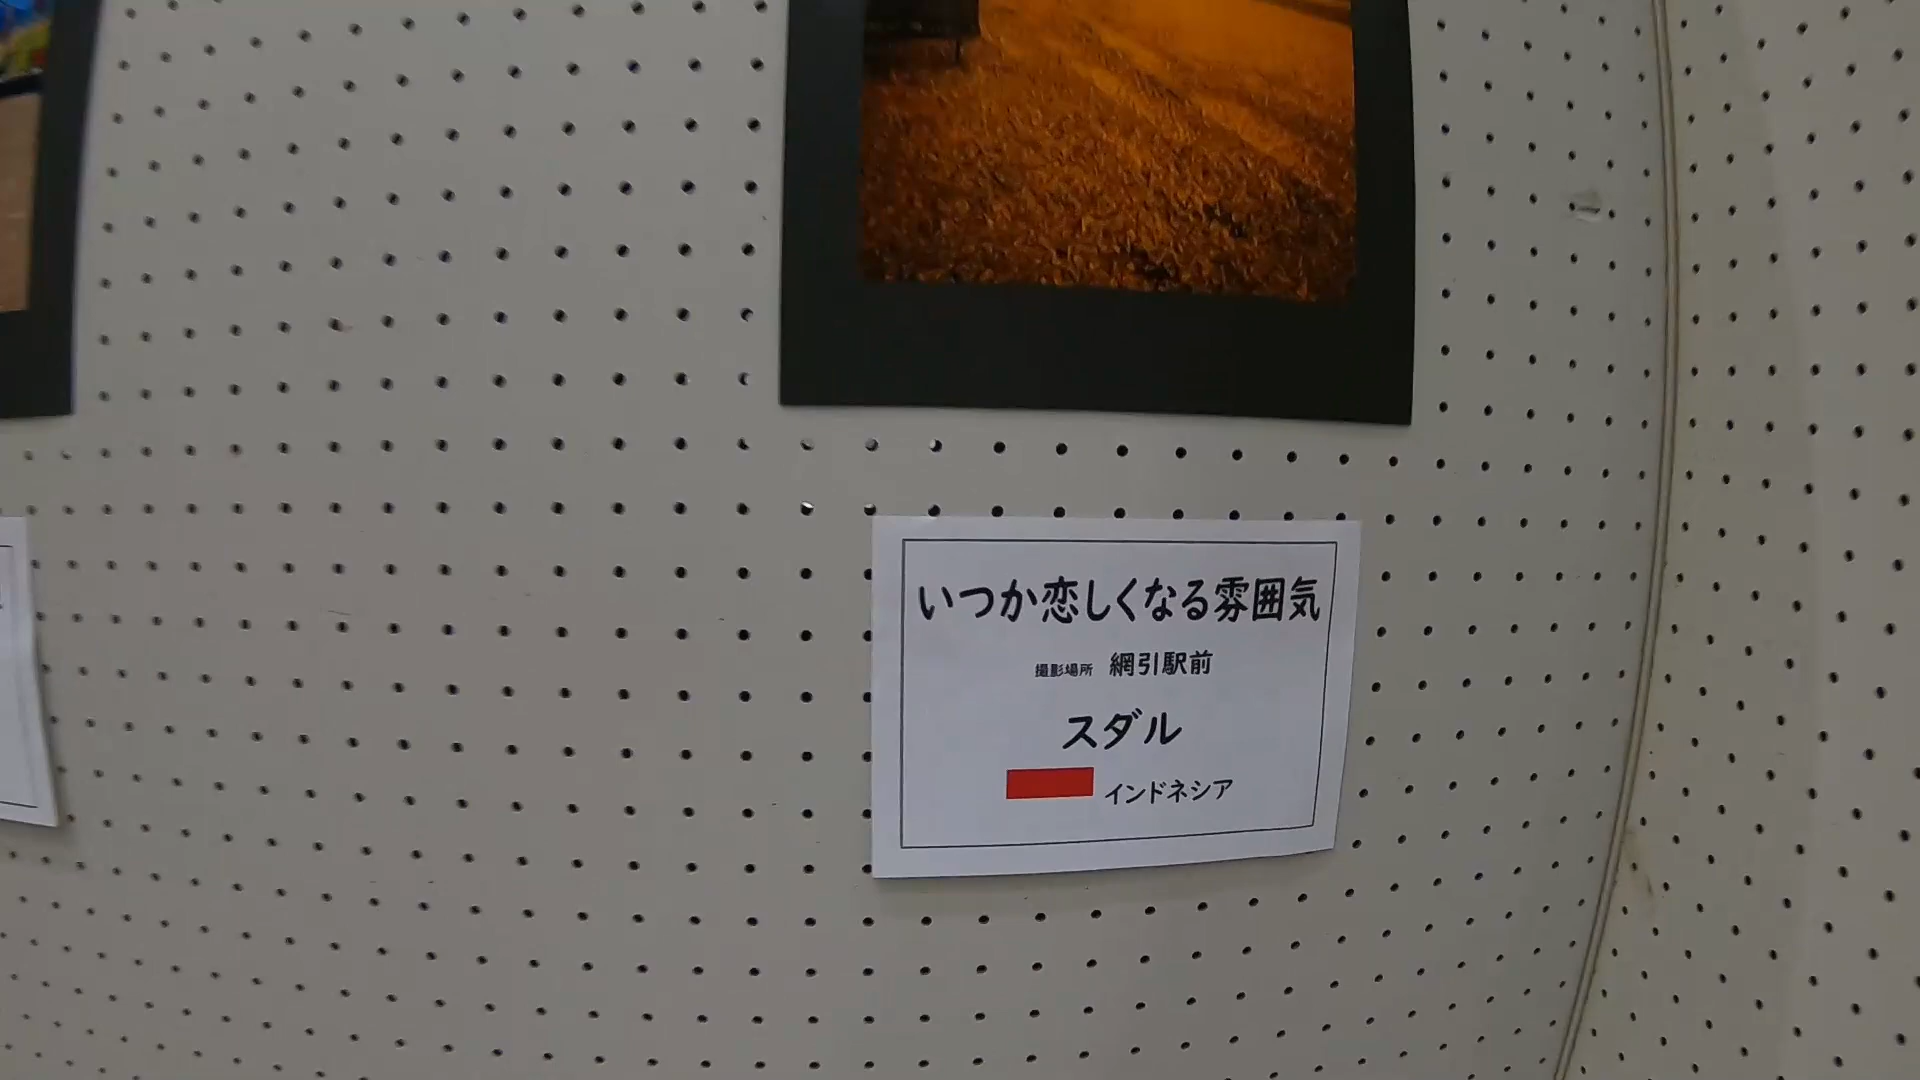 いつか恋しくなる雰囲気
撮影場所 網引駅前
スダル
インドネシア